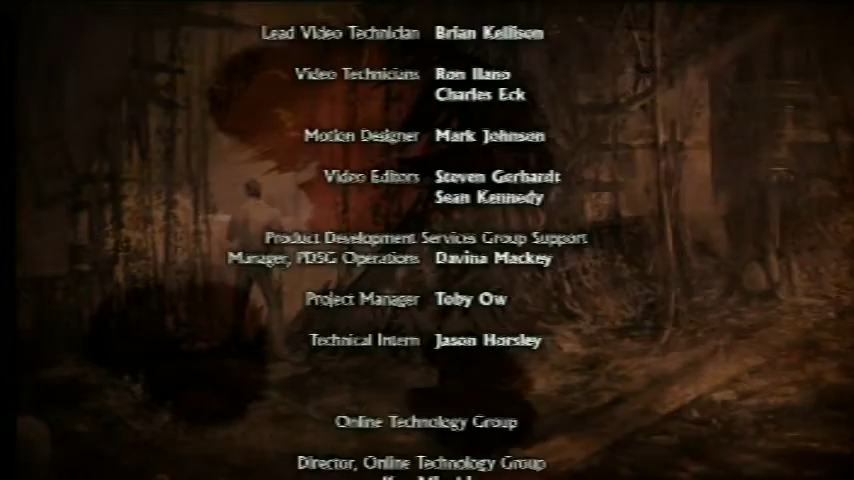 Lead Video Technician Brian Kellison
Video Technicians Ron Ilano
Charles Eck
Motion Designer Mark Johnson
Video Editors Steven Gerhardt
Sean Kennedy
Product Development Services Group Support
Manager, PDSG Operations Davina Mackey
Project Manager Toby Ow
Technical Intern Jason Horsley
Online Technology Group
Director, Online Technology Group